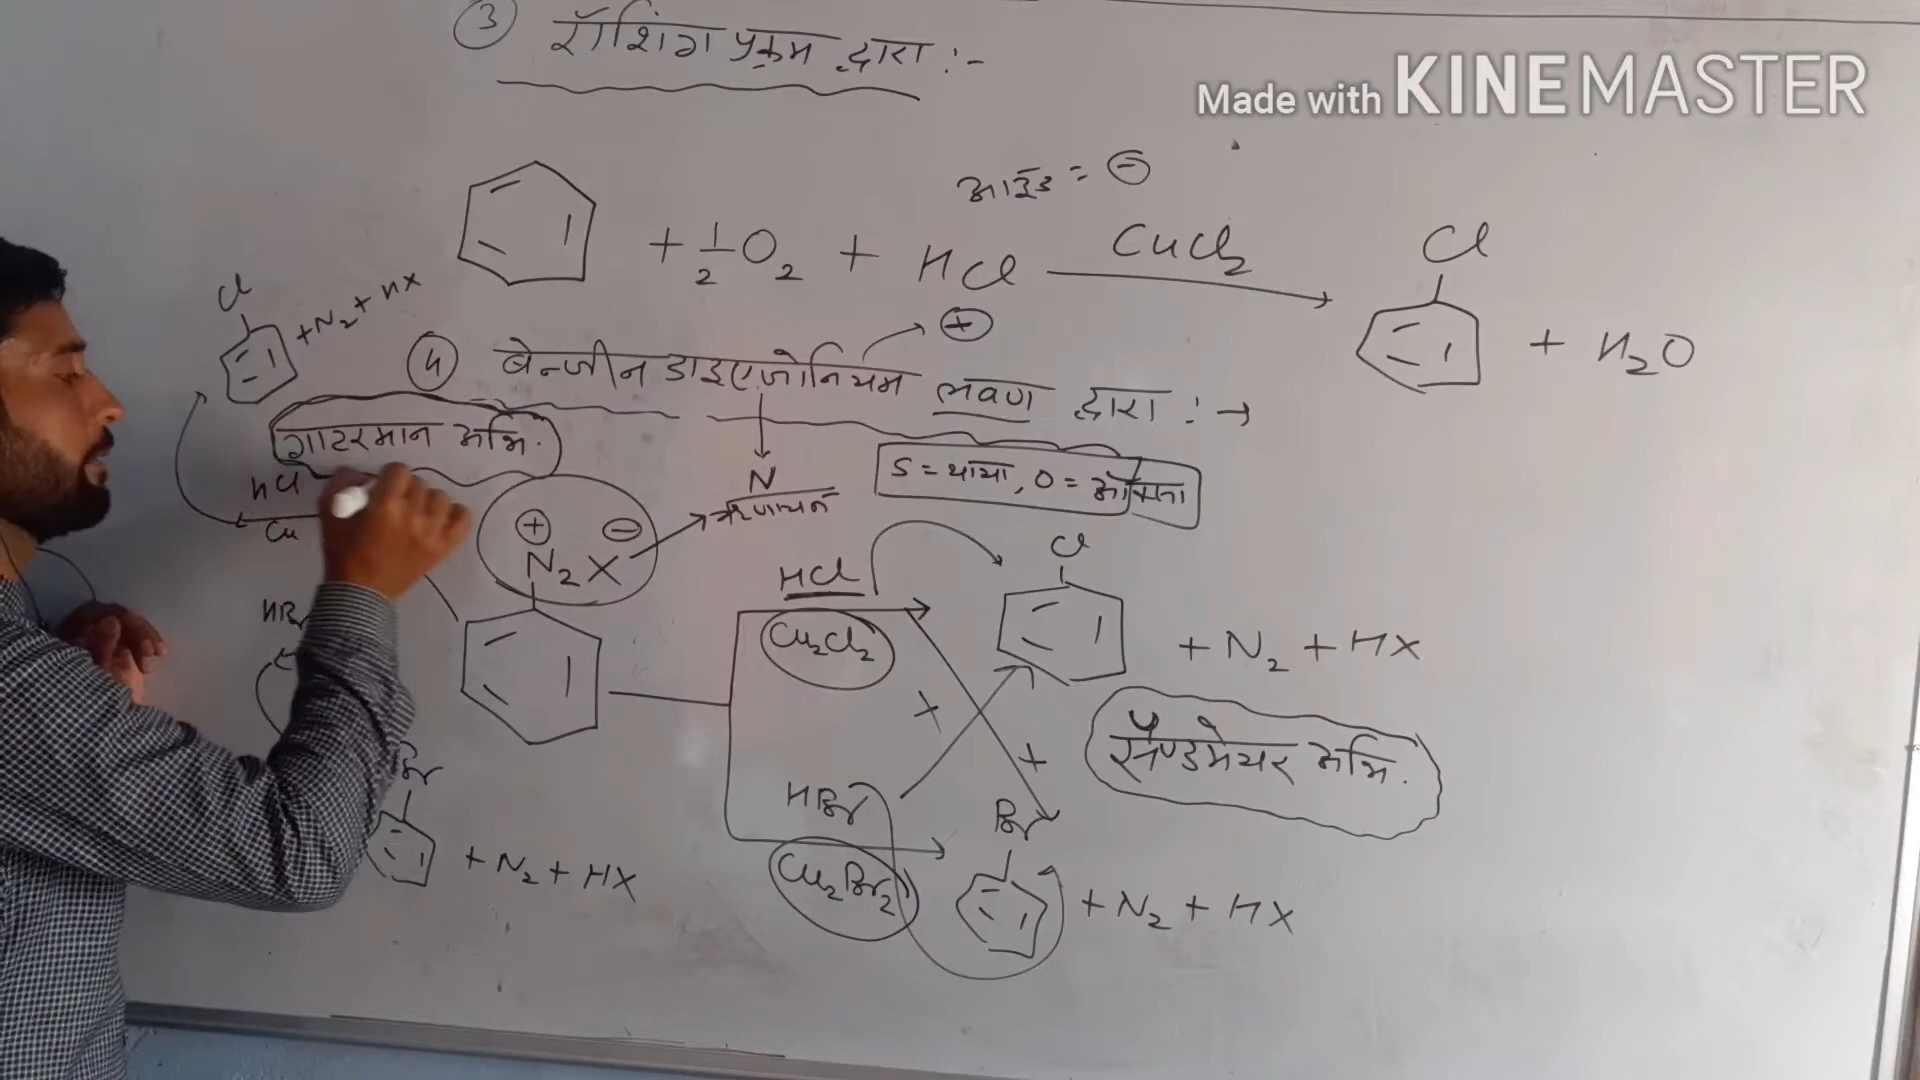 ③ रॉशिंग प्रक्रम द्वारा :-
Made with KINEMASTER
आइड = ⊖
+ 1/2 O2 + HCl CuCl2 Cl + H2O
⊕
Cl + N2 + HX
④ बेन्जीन डाइएजोनियम लवण द्वारा :→
गाटरमान अभि.
N
S = थाया, O =
HCl
Cu
⊕ ⊖
N2X
HCl
Cu2Cl2
Cl
+ N2 + HX
HBr
सैण्डमेयर अभि.
HBr
Cu2Br2
Br
+ N2 + HX
Br
+ N2 + HX